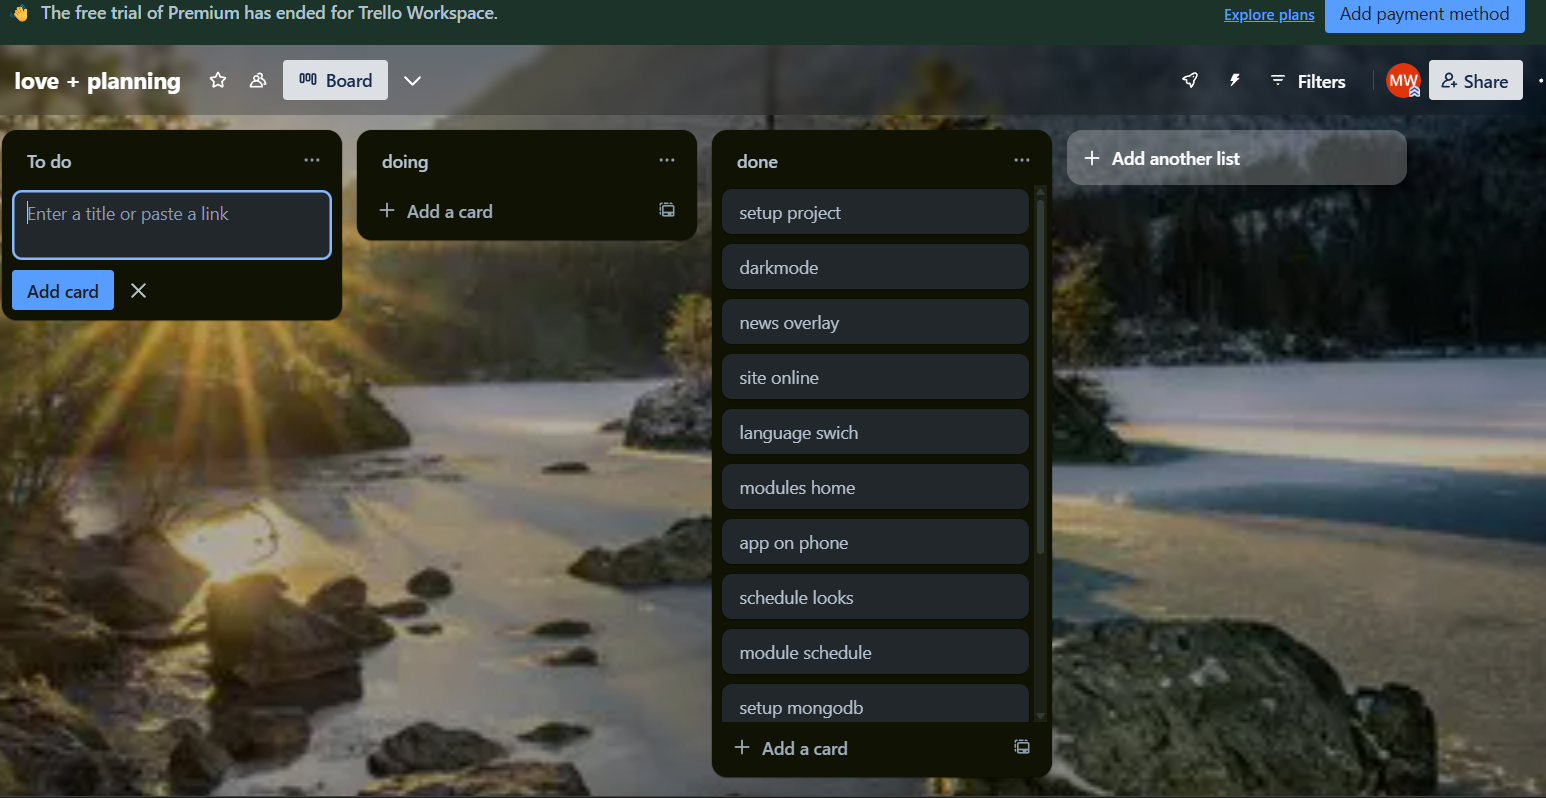 The free trial of Premium has ended for Trello Workspace.
Explore plans
Add payment method
love + planning
Board
Filters
MW
Share
To do
Enter a title or paste a link
Add card
doing
Add a card
done
setup project
darkmode
news overlay
site online
language swich
modules home
app on phone
schedule looks
module schedule
setup mongodb
Add a card
Add another list